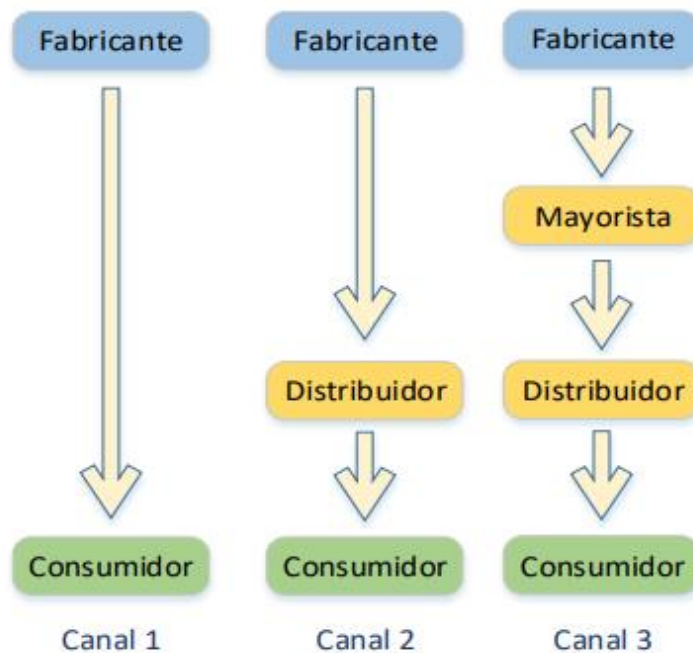 Fabricante Fabricante Fabricante
Mayorista
Distribuidor Distribuidor
Consumidor Consumidor Consumidor
Canal 1 Canal 2 Canal 3